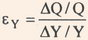 ε_Y = (ΔQ / Q) / (ΔY / Y)